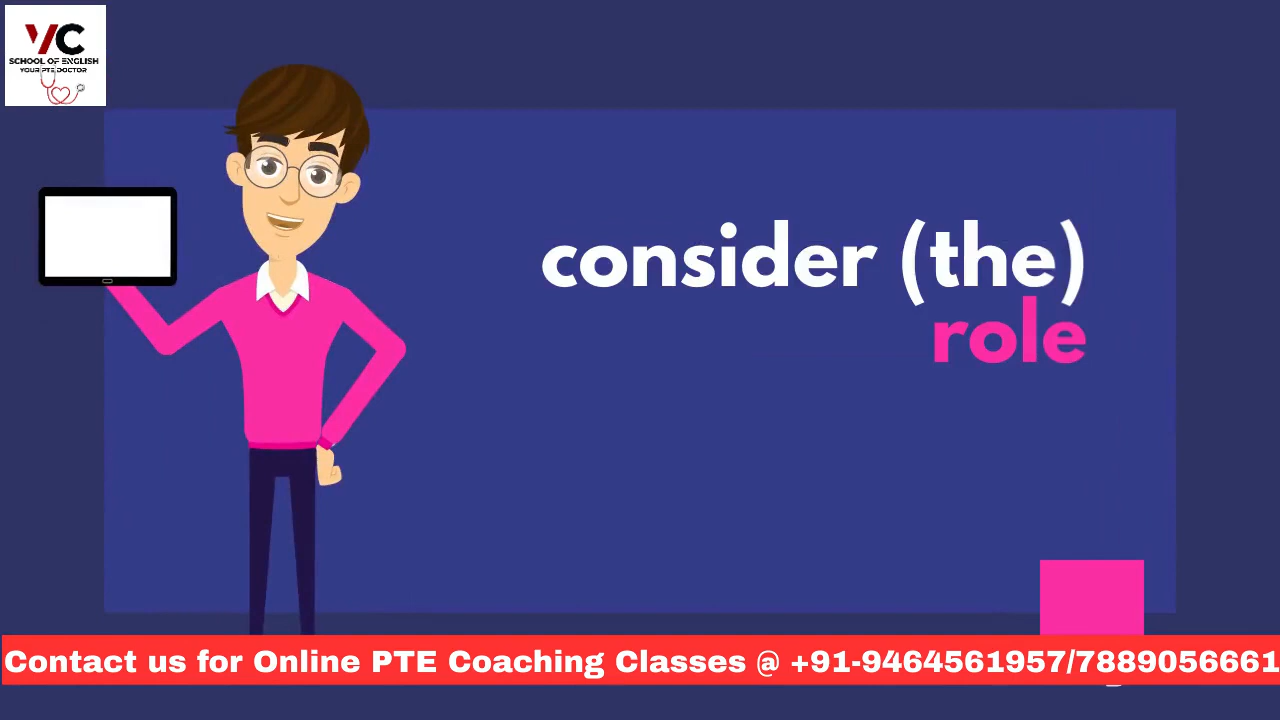 VC
SCHOOL OF ENGLISH
YOUR PTE DOCTOR
consider (the)
role
Contact us for Online PTE Coaching Classes @ +91-9464561957/7889056661